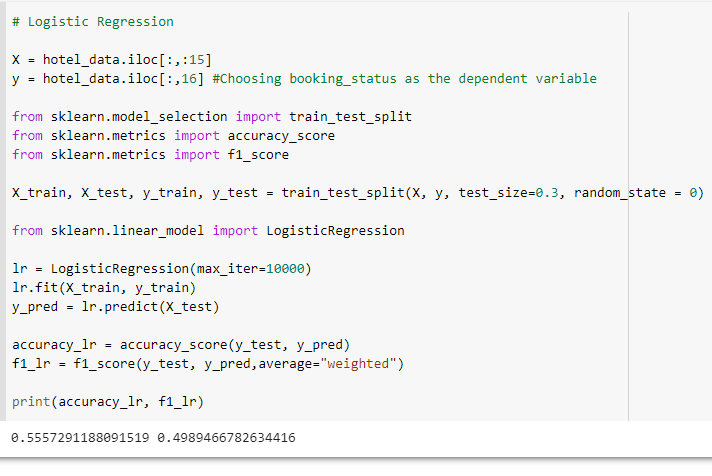 # Logistic Regression
X = hotel_data.iloc[:,:15]
y = hotel_data.iloc[:,16] #Choosing booking_status as the dependent variable
from sklearn.model_selection import train_test_split
from sklearn.metrics import accuracy_score
from sklearn.metrics import f1_score
X_train, X_test, y_train, y_test = train_test_split(X, y, test_size=0.3, random_state = 0)
from sklearn.linear_model import LogisticRegression
lr = LogisticRegression(max_iter=10000)
lr.fit(X_train, y_train)
y_pred = lr.predict(X_test)
accuracy_lr = accuracy_score(y_test, y_pred)
f1_lr = f1_score(y_test, y_pred,average="weighted")
print(accuracy_lr, f1_lr)
0.5557291188091519 0.4989466782634416